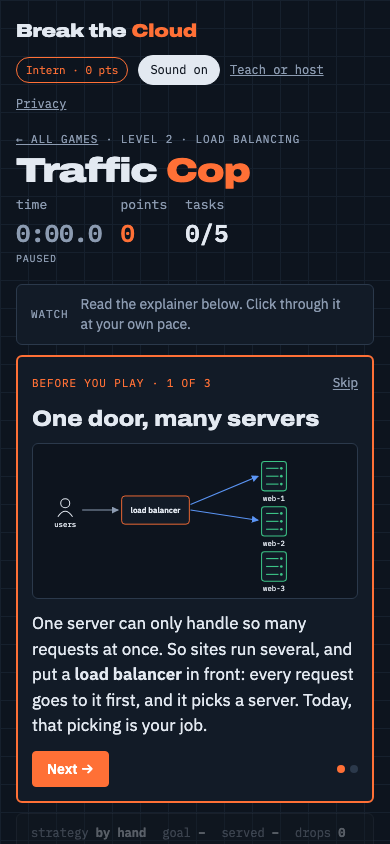 Break the Cloud
Intern · 0 pts
Sound on
Teach or host
Privacy
← ALL GAMES · LEVEL 2 · LOAD BALANCING
Traffic Cop
time points tasks
0:00.0 0 0/5
PAUSED
WATCH
Read the explainer below. Click through it
at your own pace.
BEFORE YOU PLAY · 1 OF 3
Skip
One door, many servers
users
load balancer
web-1
web-2
web-3
One server can only handle so many
requests at once. So sites run several, and
put a load balancer in front: every request
goes to it first, and it picks a server. Today,
that picking is your job.
Next →
strategy by hand goal – served – drops 0